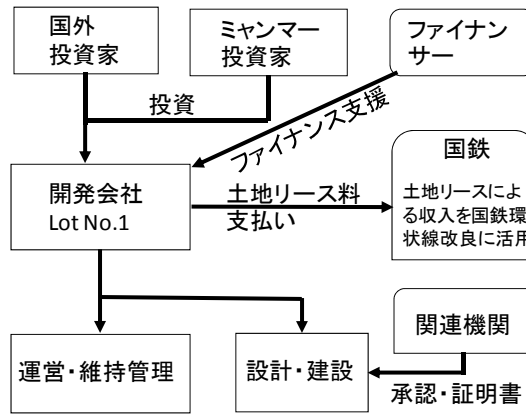 国外
投資家
ミャンマー
投資家
ファイナン
サー
投資
ファイナンス支援
開発会社
Lot No.1
土地リース料
支払い
国鉄
土地リースによ
る収入を国鉄環
状線改良に活用
運営・維持管理
設計・建設
関連機関
承認・証明書